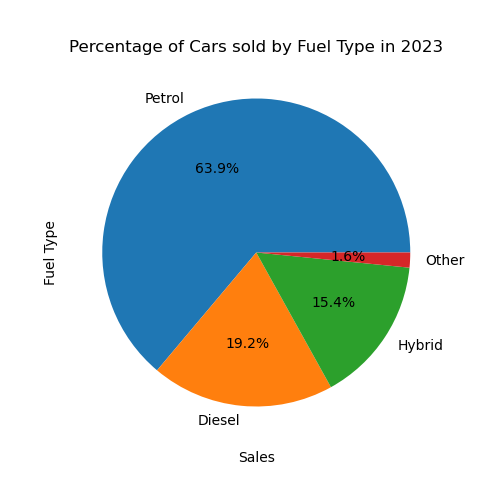 Percentage of Cars sold by Fuel Type in 2023
Petrol
63.9%
Fuel Type
1.6%
Other
15.4%
19.2%
Hybrid
Diesel
Sales